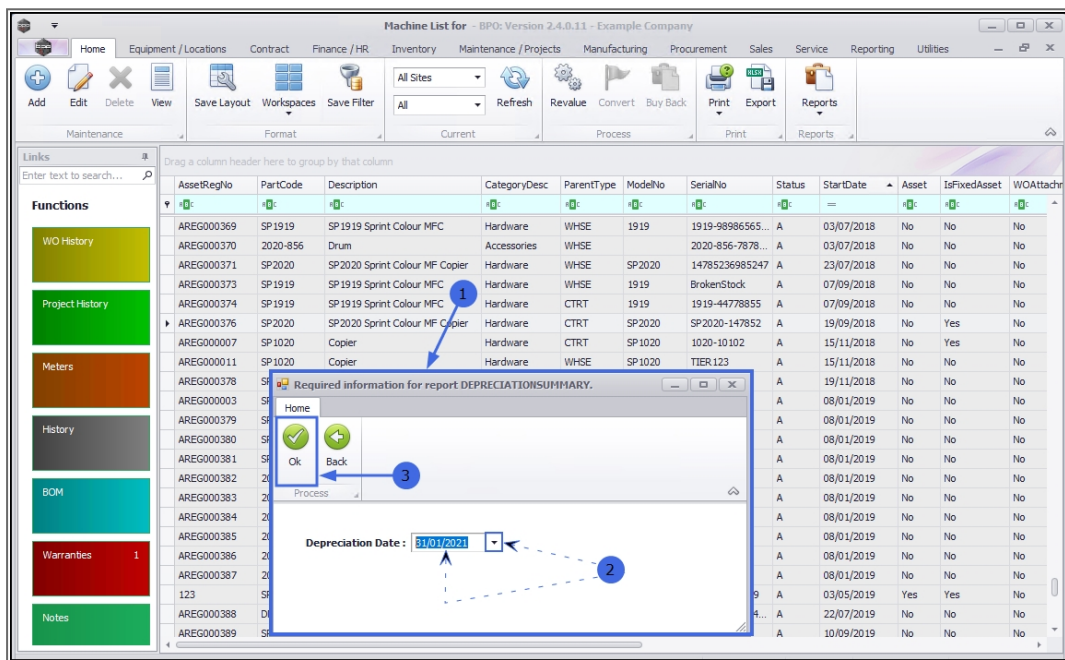 Machine List for - BPO: Version 2.4.0.11 - Example Company
Home Equipment / Locations Contract Finance / HR Inventory Maintenance / Projects Manufacturing Procurement Sales Service Reporting Utilities
All Sites
All
Add Edit Delete View Save Layout Workspaces Save Filter Refresh Revalue Convert Buy Back Print Export Reports
Maintenance Format Current Process Print Reports
Links
Enter text to search...
Functions
WO History
Project History
Meters
History
BOM
Warranties 1
Notes
Drag a column header here to group by that column
AssetRegNo PartCode Description CategoryDesc ParentType ModelNo SerialNo Status StartDate Asset IsFixedAsset WOAttachm
AREG000369 SP1919 SP1919 Sprint Colour MFC Hardware WHSE 1919 1919-98986565... A 03/07/2018 No No No
AREG000370 2020-856 Drum Accessories WHSE 2020-856-7878... A 03/07/2018 No No No
AREG000371 SP2020 SP2020 Sprint Colour MF Copier Hardware WHSE SP2020 14785236985247 A 23/07/2018 No No No
AREG000373 SP1919 SP1919 Sprint Colour MFC Hardware WHSE 1919 BrokenStock A 07/09/2018 No No No
AREG000374 SP1919 SP1919 Sprint Colour MFC Hardware CTRT 1919 1919-44778855 A 07/09/2018 No No No
AREG000376 SP2020 SP2020 Sprint Colour MF Copier Hardware CTRT SP2020 SP2020-147852 A 19/09/2018 No Yes No
AREG000007 SP1020 Copier Hardware CTRT SP1020 1020-10102 A 15/11/2018 No Yes No
AREG000011 SP1020 Copier Hardware WHSE SP1020 TIER123 A 15/11/2018 No No No
AREG000378 A 19/11/2018 No No No
AREG000003 A 08/01/2019 No No No
AREG000379 A 08/01/2019 No No No
AREG000380 A 08/01/2019 No No No
AREG000381 A 08/01/2019 No No No
AREG000382 A 08/01/2019 No No No
AREG000383 A 08/01/2019 No No No
AREG000384 A 08/01/2019 No No No
AREG000385 A 08/01/2019 No No No
AREG000386 A 08/01/2019 No No No
AREG000387 A 08/01/2019 No No No
123 9 A 03/05/2019 Yes Yes No
AREG000388 4... A 22/07/2019 No No No
AREG000389 A 10/09/2019 No No No
1
Required information for report DEPRECIATIONSUMMARY.
Home
Ok Back
3
Process
Depreciation Date : 31/01/2021
2